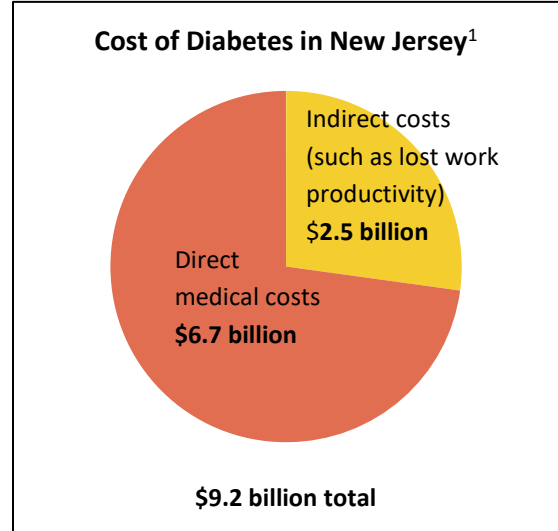 Cost of Diabetes in New Jersey¹
Indirect costs
(such as lost work
productivity)
$2.5 billion
Direct
medical costs
$6.7 billion
$9.2 billion total